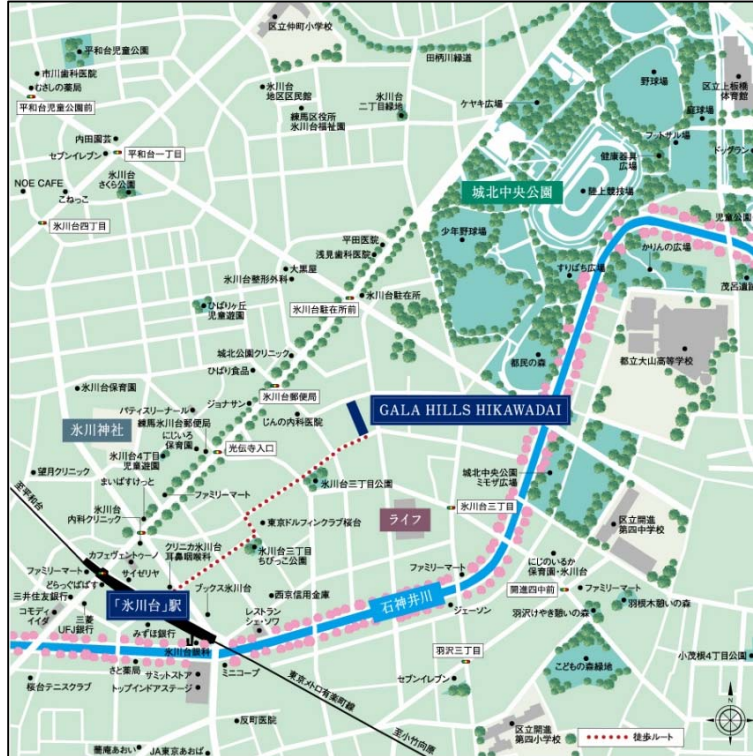 区立仲町小学校
平和台児童公園
市川歯科医院
むさしの薬局
平和台児童公園前
氷川台
地区区民館
練馬区役所
氷川台福祉園
氷川台
二丁目緑地
田柄川緑道
ケヤキ広場
野球場
区立上板橋
体育館
庭球場
フットサル場
ドッグラン
健康器具
広場
陸上競技場
城北中央公園
少年野球場
すりばち広場
児童公園
かりんの広場
茂呂遺跡
都立大山高等学校
都民の森
内田園芸
セブンイレブン
平和台一丁目
NOE CAFE
こねっこ
氷川台
さくら公園
氷川台四丁目
平田医院
浅見歯科医院
大黒屋
氷川台整形外科
氷川台駐在所
氷川台駐在所前
ひばりヶ丘
児童遊園
城北公園クリニック
ひばり食品
氷川台郵便局
氷川台保育園
パティスリーナール
ジョナサン
練馬氷川台郵便局
にじいろ
保育園
じんの内科医院
光伝寺入口
氷川神社
氷川台4丁目
児童遊園
望月クリニック
まいばすけっと
ファミリーマート
氷川台
内科クリニック
GALA HILLS HIKAWADAI
氷川台三丁目公園
東京ドルフィンクラブ桜台
ライフ
氷川台三丁目
城北中央公園
ミモザ広場
区立開進
第四中学校
至平和台
カフェヴェントゥーノ
クリニカ氷川台
耳鼻咽喉科
氷川台三丁目
ちびっこ広場
ファミリーマート
サイゼリヤ
どらっぐぱぱす
三井住友銀行
コモディ
イイダ
三菱
UFJ銀行
「氷川台」駅
みずほ銀行
ブックス氷川台
西京信用金庫
レストラン
シェ・ソワ
氷川台歯科
さと薬局
サミットストア
トップインドアステージ
ミニコープ
桜台テニスクラブ
反町医院
蕎庵あおい
JA東京あおば
東京メトロ有楽町線
至小竹向原
石神井川
ファミリーマート
ジェーソン
にじのいるか
保育園・氷川台
開進四中前
ファミリーマート
羽沢けやき憩いの森
羽根木憩いの森
羽沢三丁目
セブンイレブン
こどもの森緑地
小茂根4丁目公園
区立開進
第四小学校
N
徒歩ルート